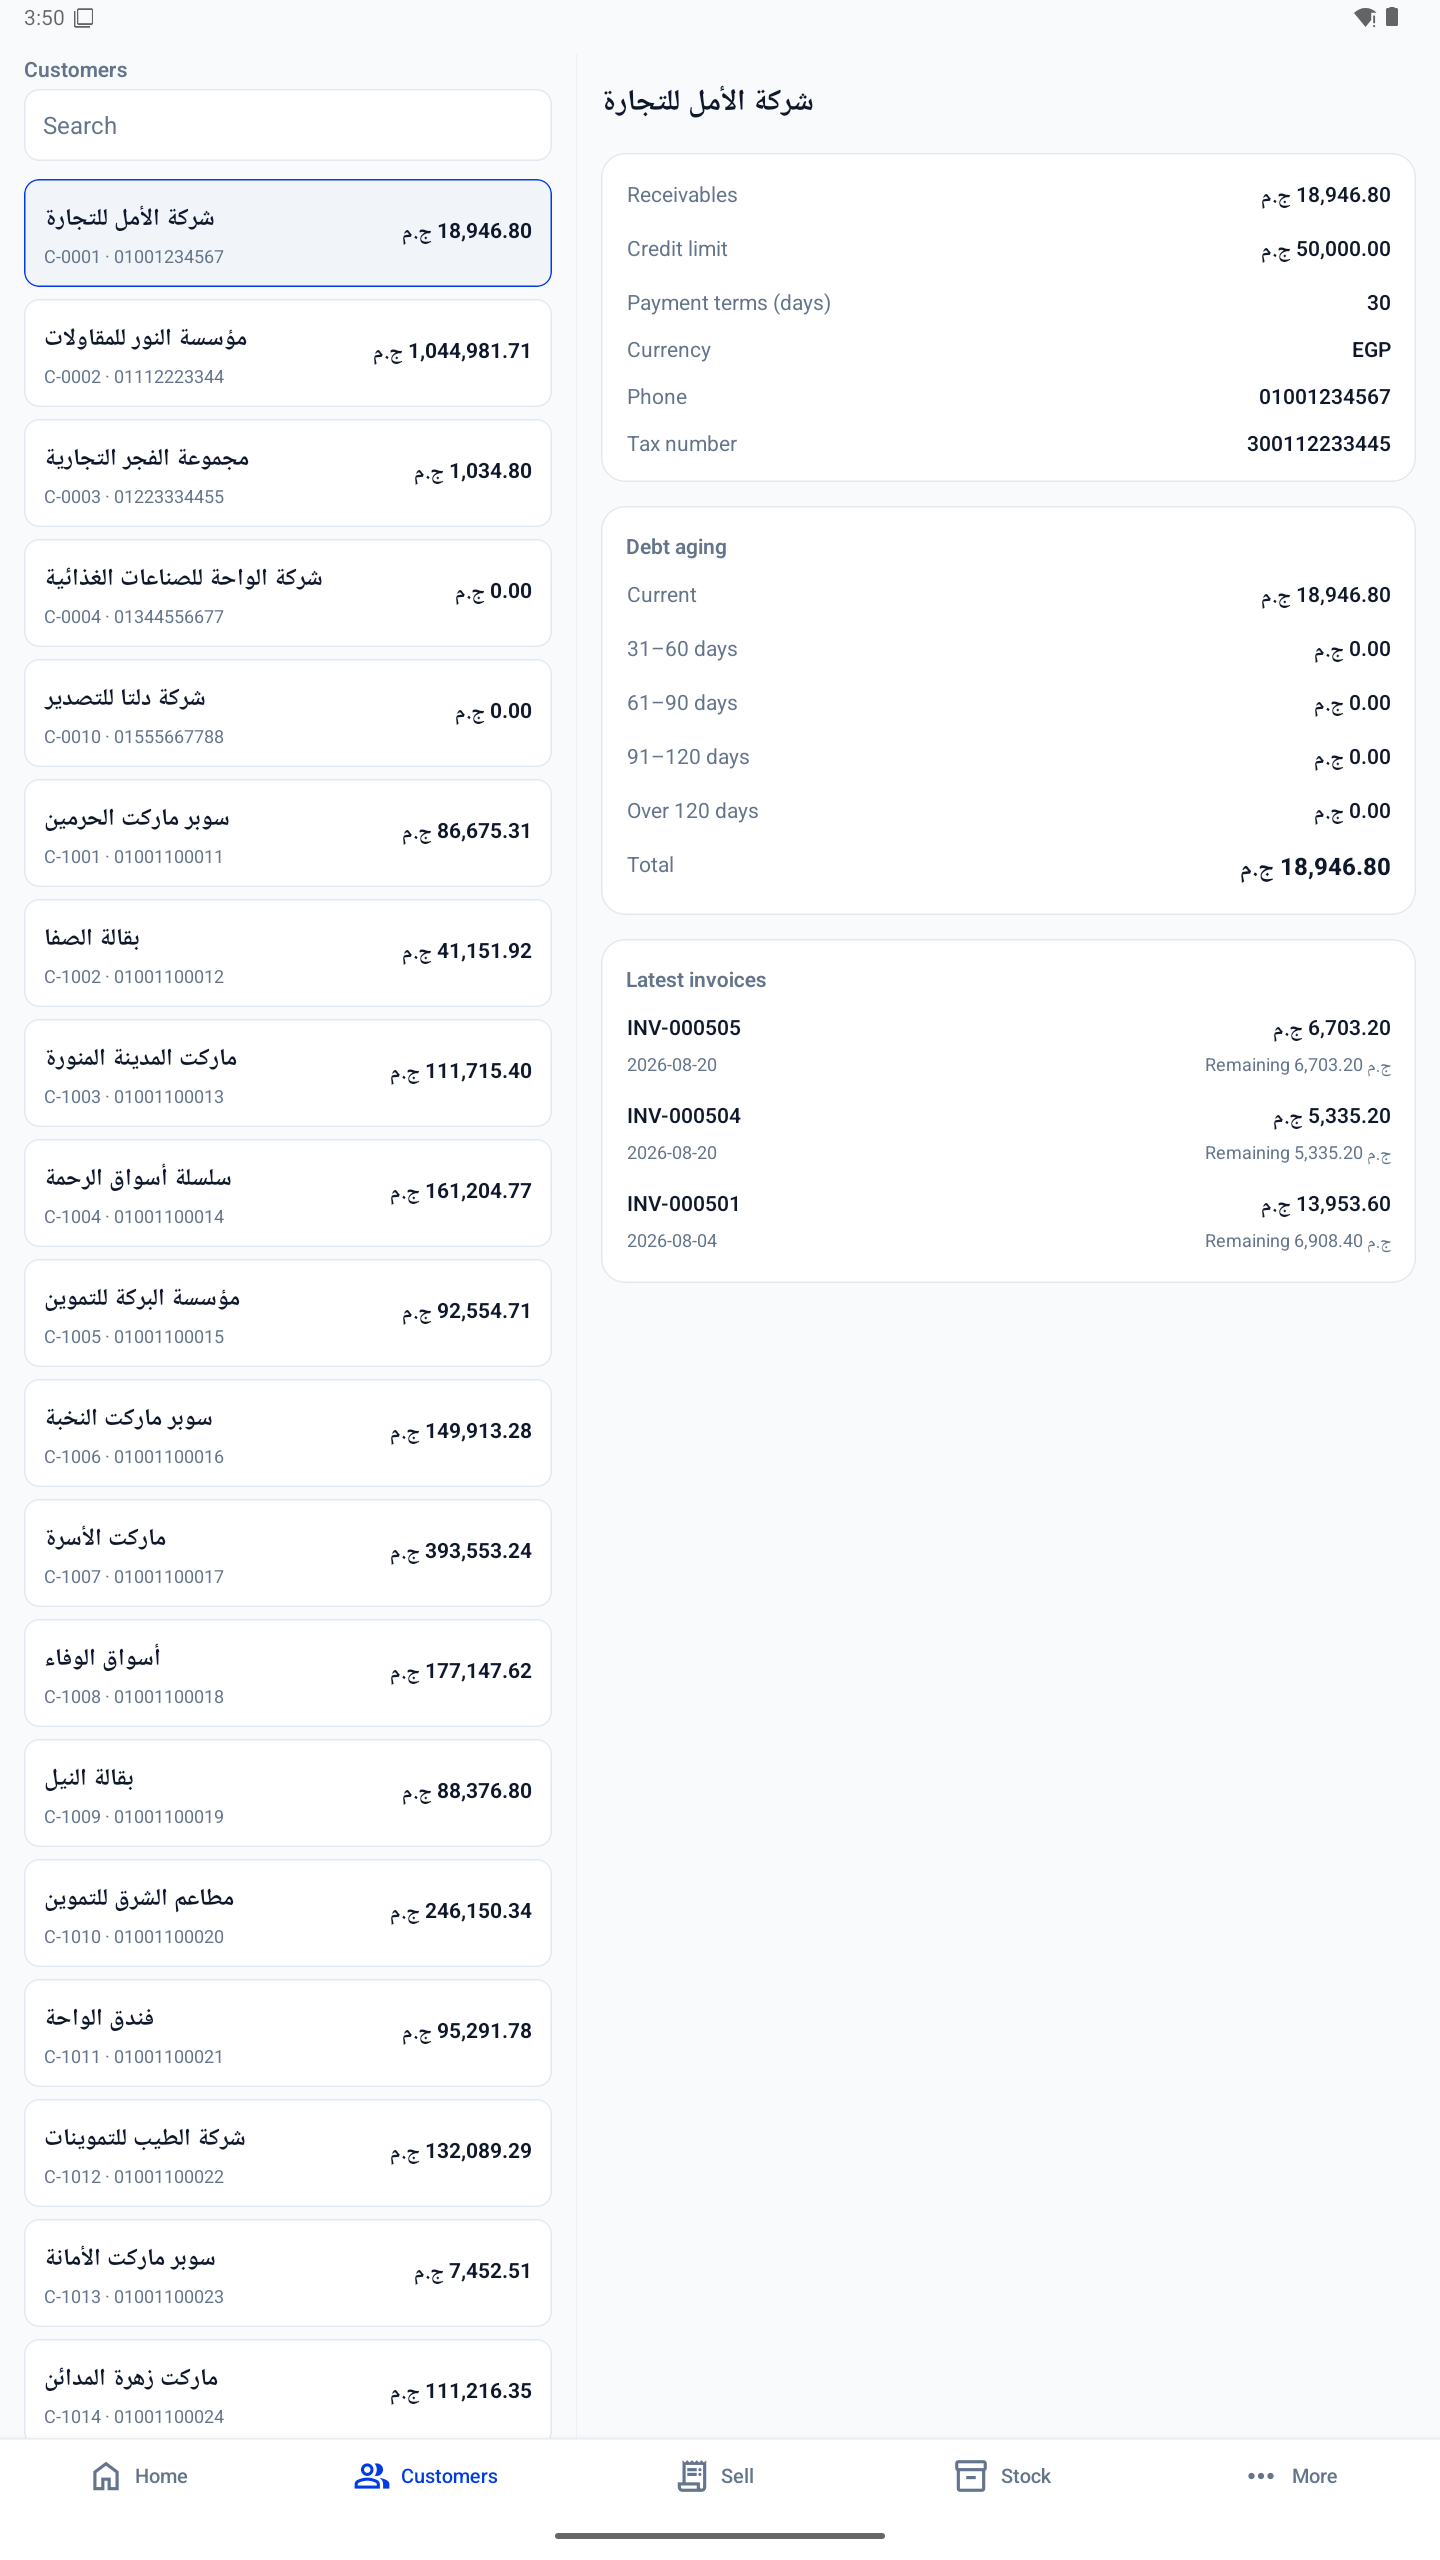 3:50
Customers
Search
شركة الأمل للتجارة
18,946.80 ج.م
C-0001 · 01001234567
مؤسسة النور للمقاولات
1,044,981.71 ج.م
C-0002 · 01112223344
مجموعة الفجر التجارية
1,034.80 ج.م
C-0003 · 01223334455
شركة الواحة للصناعات الغذائية
0.00 ج.م
C-0004 · 01344556677
شركة دلتا للتصدير
0.00 ج.م
C-0010 · 01555667788
سوبر ماركت الحرمين
86,675.31 ج.م
C-1001 · 01001100011
بقالة الصفا
41,151.92 ج.م
C-1002 · 01001100012
ماركت المدينة المنورة
111,715.40 ج.م
C-1003 · 01001100013
سلسلة أسواق الرحمة
161,204.77 ج.م
C-1004 · 01001100014
مؤسسة البركة للتموين
92,554.71 ج.م
C-1005 · 01001100015
سوبر ماركت النخبة
149,913.28 ج.م
C-1006 · 01001100016
ماركت الأسرة
393,553.24 ج.م
C-1007 · 01001100017
أسواق الوفاء
177,147.62 ج.م
C-1008 · 01001100018
بقالة النيل
88,376.80 ج.م
C-1009 · 01001100019
مطاعم الشرق للتموين
246,150.34 ج.م
C-1010 · 01001100020
فندق الواحة
95,291.78 ج.م
C-1011 · 01001100021
شركة الطيب للتموينات
132,089.29 ج.م
C-1012 · 01001100022
سوبر ماركت الأمانة
7,452.51 ج.م
C-1013 · 01001100023
ماركت زهرة المدائن
111,216.35 ج.م
C-1014 · 01001100024
شركة الأمل للتجارة
Receivables 18,946.80 ج.م
Credit limit 50,000.00 ج.م
Payment terms (days) 30
Currency EGP
Phone 01001234567
Tax number 300112233445
Debt aging
Current 18,946.80 ج.م
31–60 days 0.00 ج.م
61–90 days 0.00 ج.م
91–120 days 0.00 ج.م
Over 120 days 0.00 ج.م
Total 18,946.80 ج.م
Latest invoices
INV-000505 6,703.20 ج.م
2026-08-20 Remaining 6,703.20 ج.م
INV-000504 5,335.20 ج.م
2026-08-20 Remaining 5,335.20 ج.م
INV-000501 13,953.60 ج.م
2026-08-04 Remaining 6,908.40 ج.م
Home Customers Sell Stock More